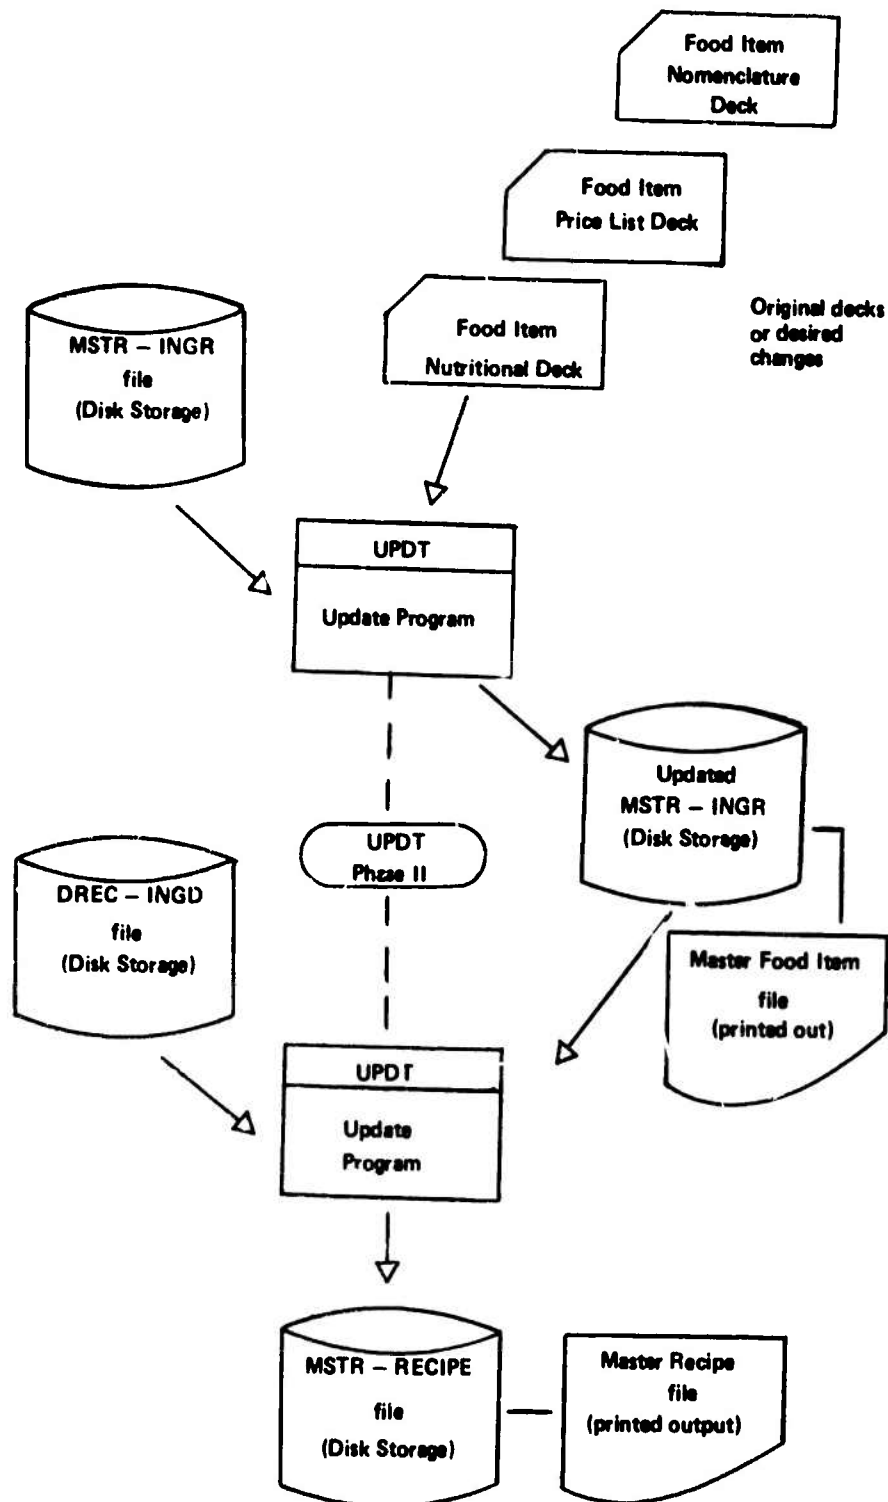 Food Item
Nomenclature
Deck
Food Item
Price List Deck
Food Item
Nutritional Deck
Original decks
or desired
changes
MSTR – INGR
file
(Disk Storage)
UPDT
Update Program
Updated
MSTR – INGR
(Disk Storage)
UPDT
Phase II
DREC – INGD
file
(Disk Storage)
Master Food Item
file
(printed out)
UPDT
Update
Program
MSTR – RECIPE
file
(Disk Storage)
Master Recipe
file
(printed output)